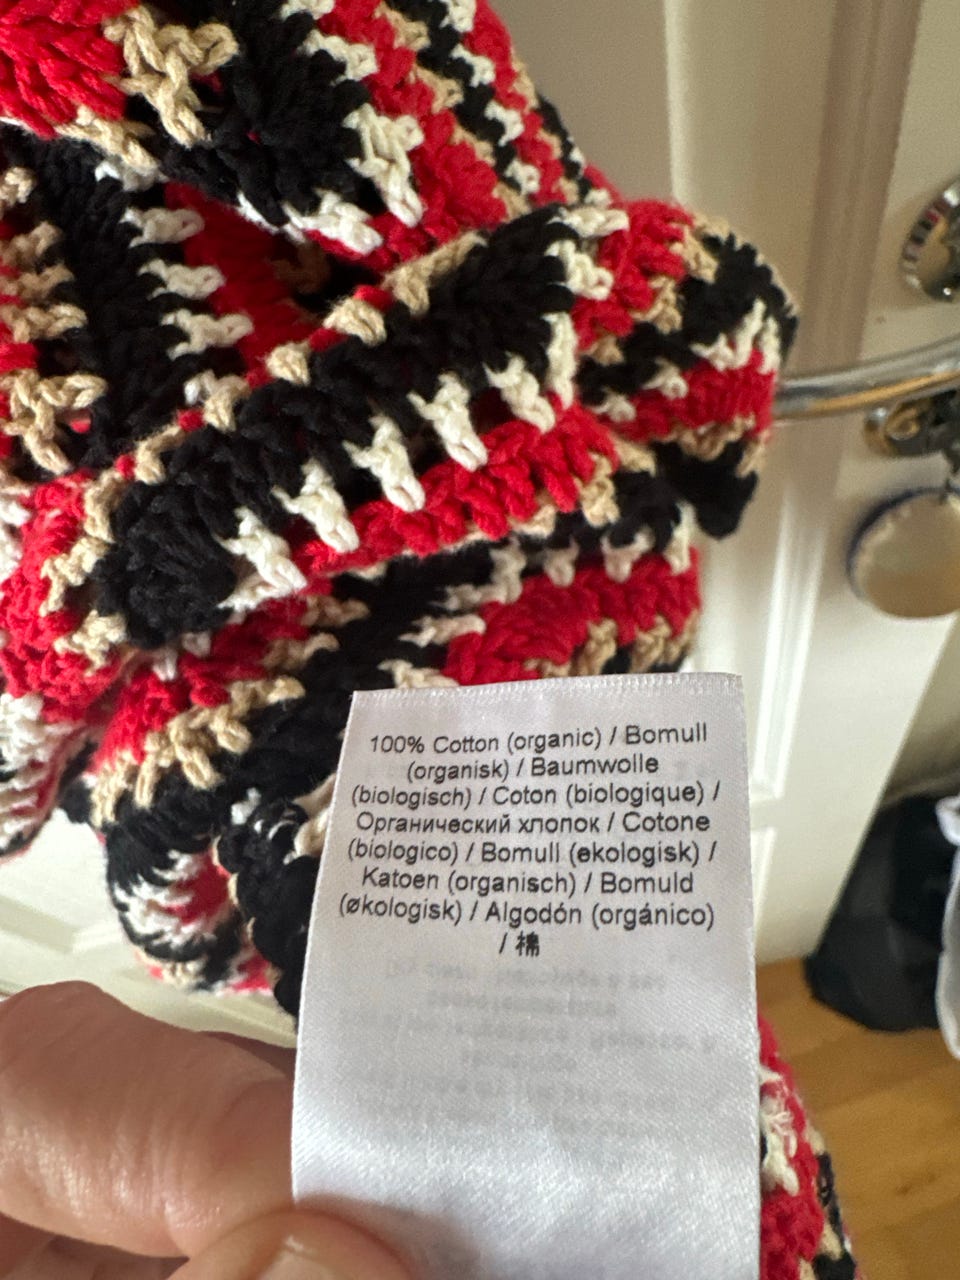 100% Cotton (organic) / Bomull
(organisk) / Baumwolle
(biologisch) / Coton (biologique) /
Органический хлопок / Cotone
(biologico) / Bomull (økologisk) /
Katoen (organisch) / Bomuld
(økologisk) / Algodón (orgánico)
/ 棉